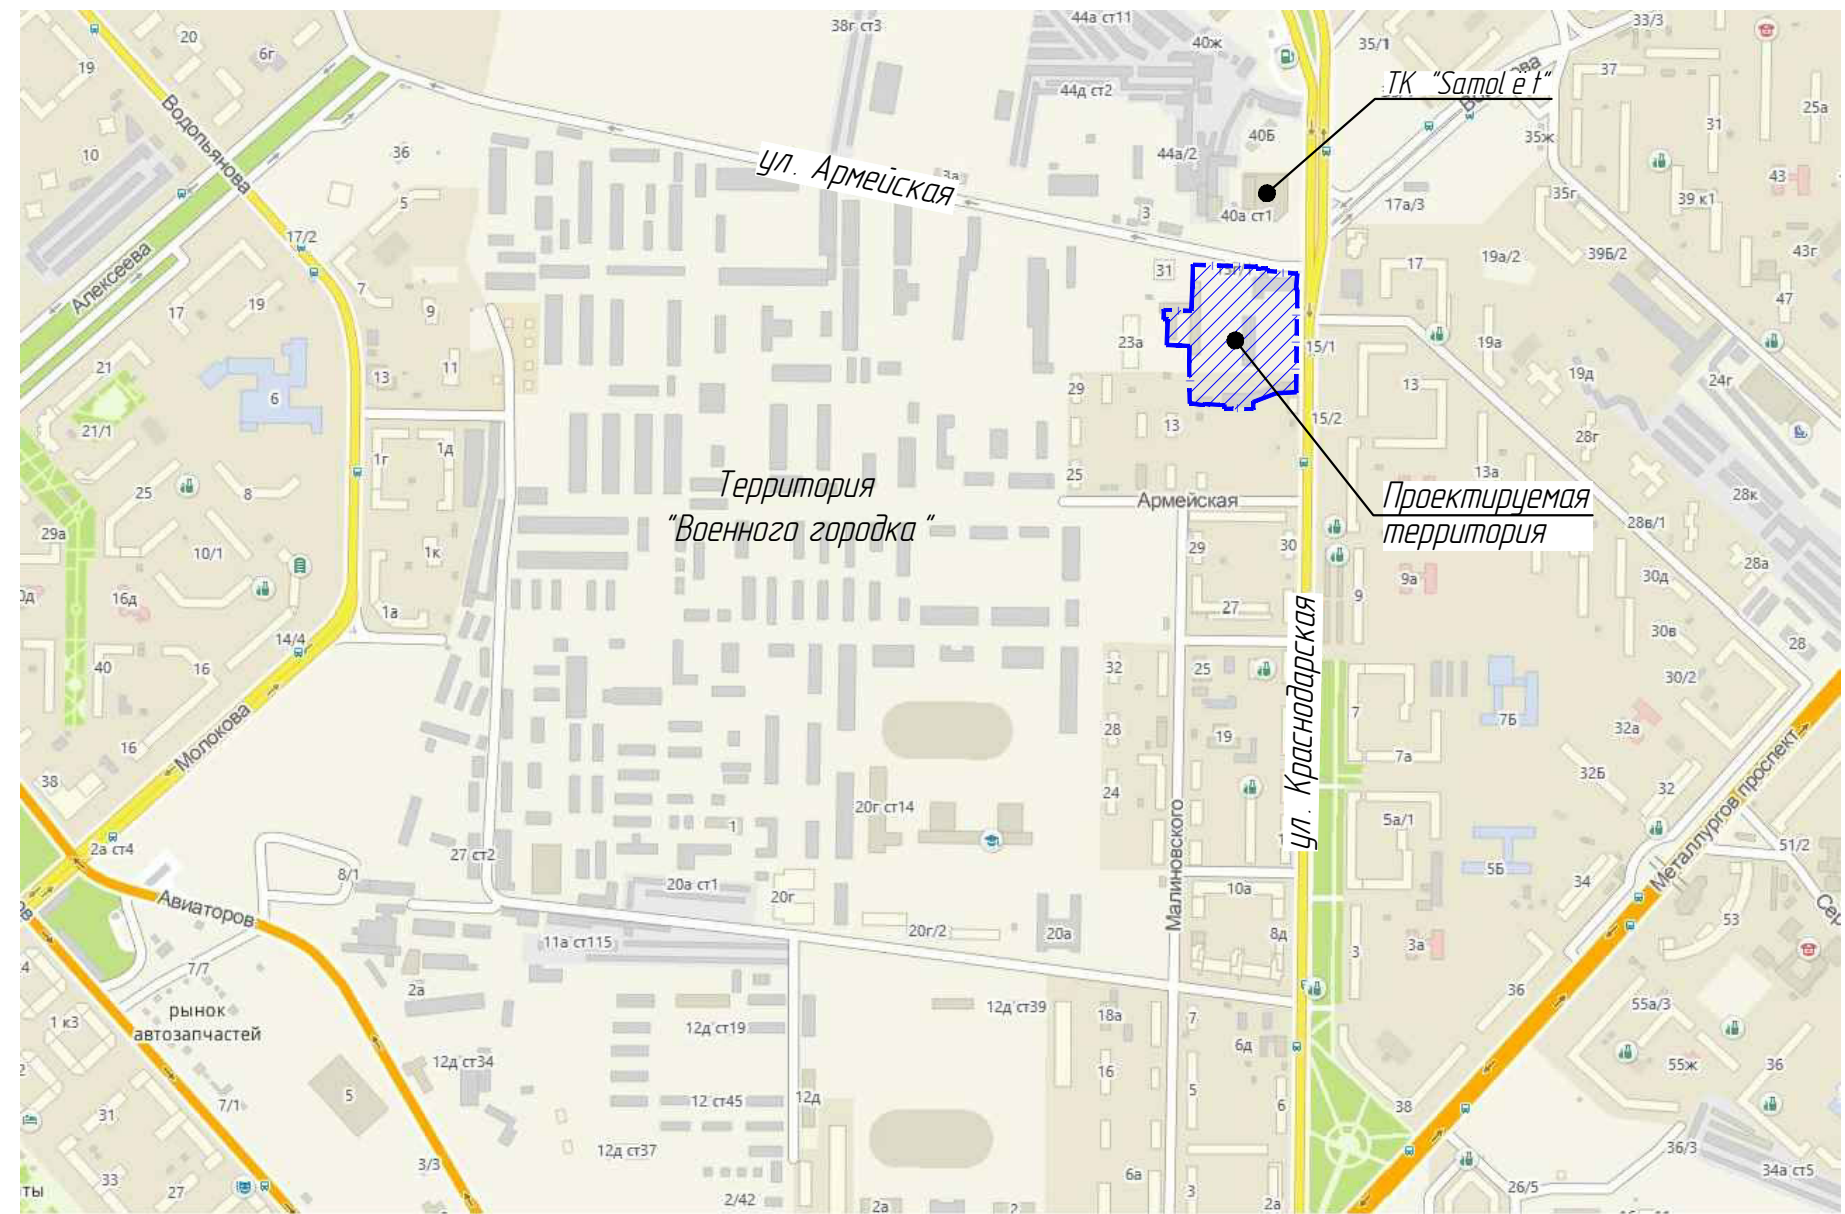 38г ст3
44а ст11
33/3
20
6г
40ж
35/1
19
37
ТК "Samolёt"
44д ст2
25а
Водопьянова
31
40Б
35ж
10
36
44а/2
ул. Армейская
3а
43
5
3
40а ст1
17а/3
35г
39 к1
17/2
Алексеева
31
17
19а/2
39Б/2
43г
7
17
19
9
47
23а
15/1
19а
21
13
11
29
13
19д
24г
6
21/1
15/2
13
1г
1д
28г
25
13а
Территория
"Военного городка"
25
8
Армейская
Проектируемая
территория
28к
29а
10/1
1к
29
30
28в/1
28а
16д
9а
30д
1а
27
9
14/4
30в
28
40
16
32
25
30/2
ул. Краснодарская
7
7Б
Молокова
16
28
19
32а
7а
38
24
32Б
32
20г ст14
Малиновского
5а/1
Металлургов проспект
1
2а ст4
27 ст2
51/2
8/1
20а ст1
5Б
34
20г
10а
Авиаторов
20г/2
20а
8д
53
11а ст115
3
3а
4
7/7
2а
36
рынок
автозапчастей
1 к3
12д ст19
12д ст39
18а
7
55а/3
6д
12д ст34
16
55ж
36
5
7/1
12 ст45
12д
5
6
38
31
12д ст37
3/3
36/3
34а ст5
33
27
6а
3
2/42
2а
2
2а
26/5